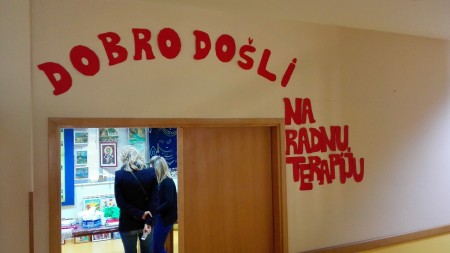 DOBRO DOŠLi
NA
RADNU
TERAPiJU